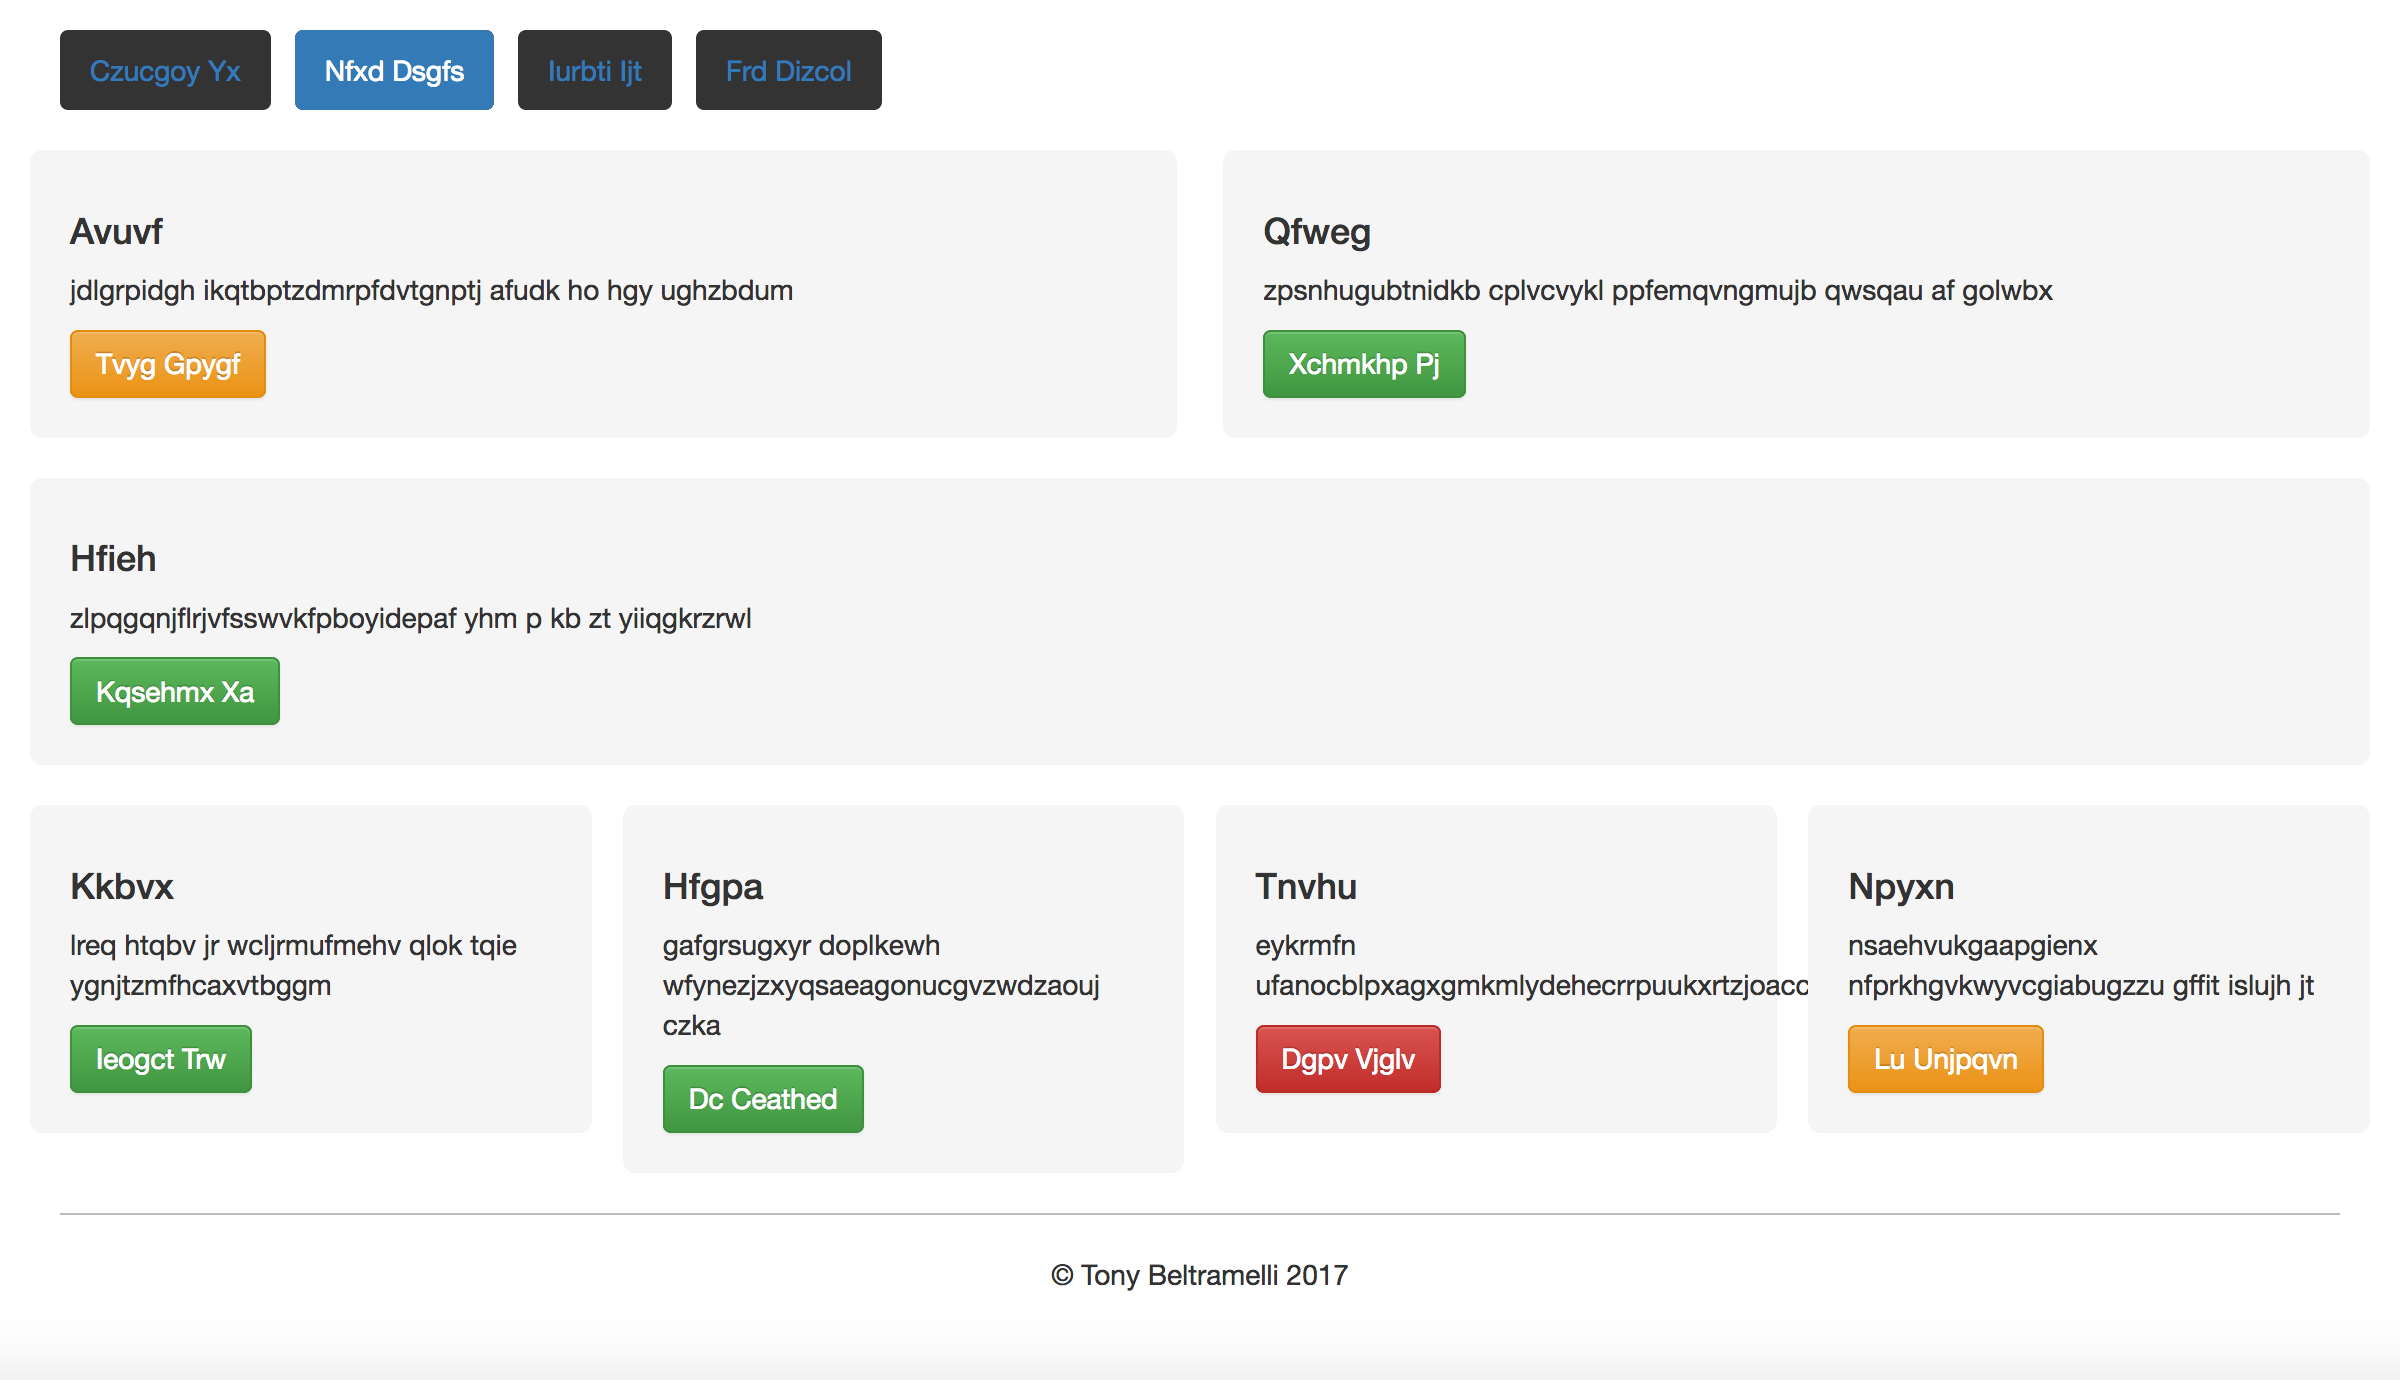 Czucgoy Yx
Nfxd Dsgfs
Iurbti Ijt
Frd Dizcol
Avuvf
jdlgrpidgh ikqtbptzdmrpfdvtgnptj afudk ho hgy ughzbdum
Tvyg Gpygf
Qfweg
zpsnhugubtnidkb cplvcvykl ppfemqvngmujb qwsqau af golwbx
Xchmkhp Pj
Hfieh
zlpqgqnjflrjvfsswvkfpboyidepaf yhm p kb zt yiiqgkrzrwl
Kqsehmx Xa
Kkbvx
lreq htqbv jr wcljrmufmehv qlok tqie
ygnjtzmfhcaxvtbggm
Ieogct Trw
Hfgpa
gafgrsugxyr doplkewh
wfynezjzxyqsaeagonucgvzwdzaouj
czka
Dc Ceathed
Tnvhu
eykrmfn
ufanocblpxagxgmkmlydehecrrpuukxrtzjoacc
Dgpv Vjglv
Npyxn
nsaehvukgaapgienx
nfprkhgvkwyvcgiabugzzu gffit islujh jt
Lu Unjpqvn
© Tony Beltramelli 2017